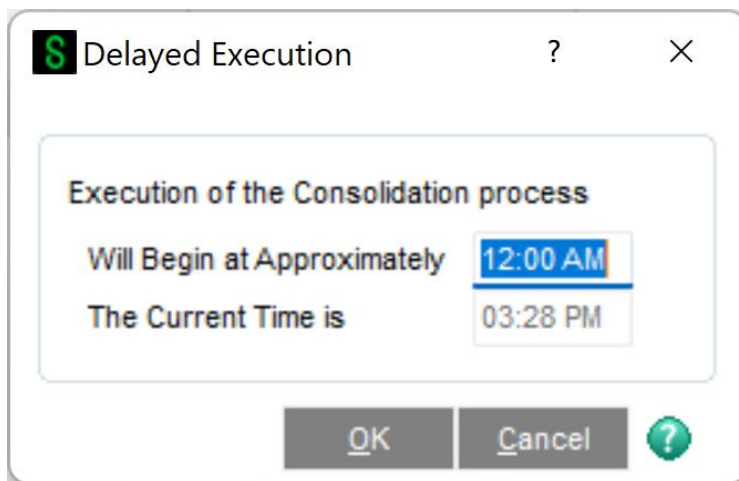 S Delayed Execution ? ×
Execution of the Consolidation process
Will Begin at Approximately 12:00 AM
The Current Time is 03:28 PM
OK Cancel ?